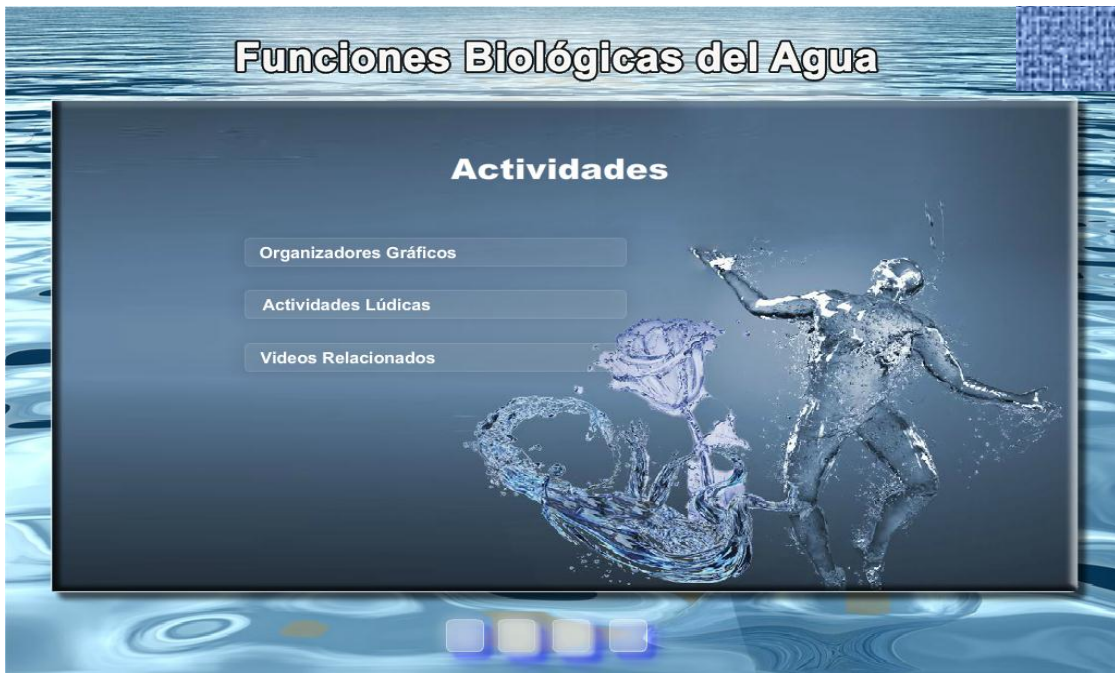 Funciones Biológicas del Agua
Actividades
Organizadores Gráficos
Actividades Lúdicas
Videos Relacionados